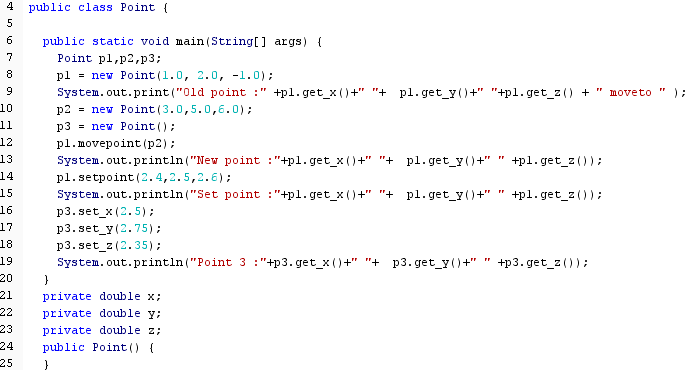 4 public class Point {
5
6 public static void main(String[] args) {
7 Point p1,p2,p3;
8 p1 = new Point(1.0, 2.0, -1.0);
9 System.out.print("Old point :" +p1.get_x()+" "+ p1.get_y()+" "+p1.get_z() + " moveto " );
10 p2 = new Point(3.0,5.0,6.0);
11 p3 = new Point();
12 p1.movepoint(p2);
13 System.out.println("New point :"+p1.get_x()+" "+ p1.get_y()+" " +p1.get_z());
14 p1.setpoint(2.4,2.5,2.6);
15 System.out.println("Set point :"+p1.get_x()+" "+ p1.get_y()+" " +p1.get_z());
16 p3.set_x(2.5);
17 p3.set_y(2.75);
18 p3.set_z(2.35);
19 System.out.println("Point 3 :"+p3.get_x()+" "+ p3.get_y()+" " +p3.get_z());
20 }
21 private double x;
22 private double y;
23 private double z;
24 public Point() {
25 }